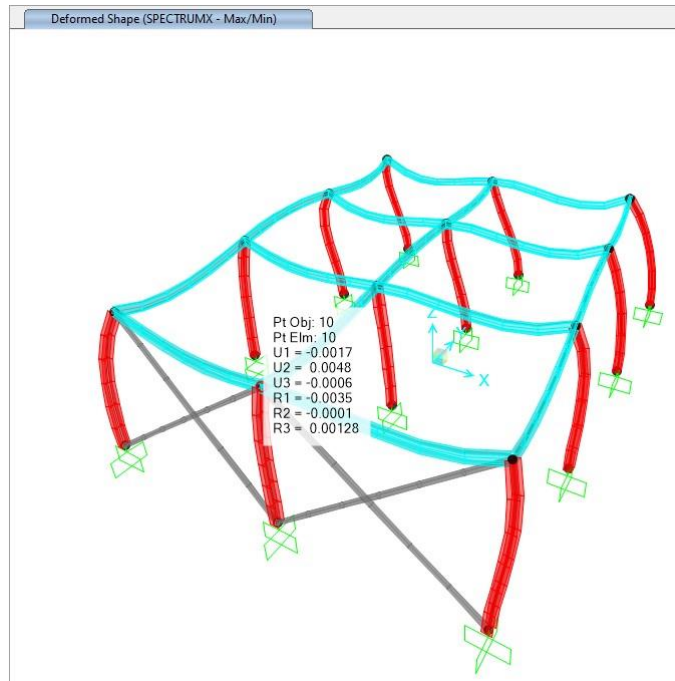 Deformed Shape (SPECTRUMX - Max/Min)
Pt Obj: 10
Pt Elm: 10
U1 = -0.0017
U2 = 0.0048
U3 = -0.0006
R1 = -0.0035
R2 = -0.0001
R3 = 0.00128
Z
X